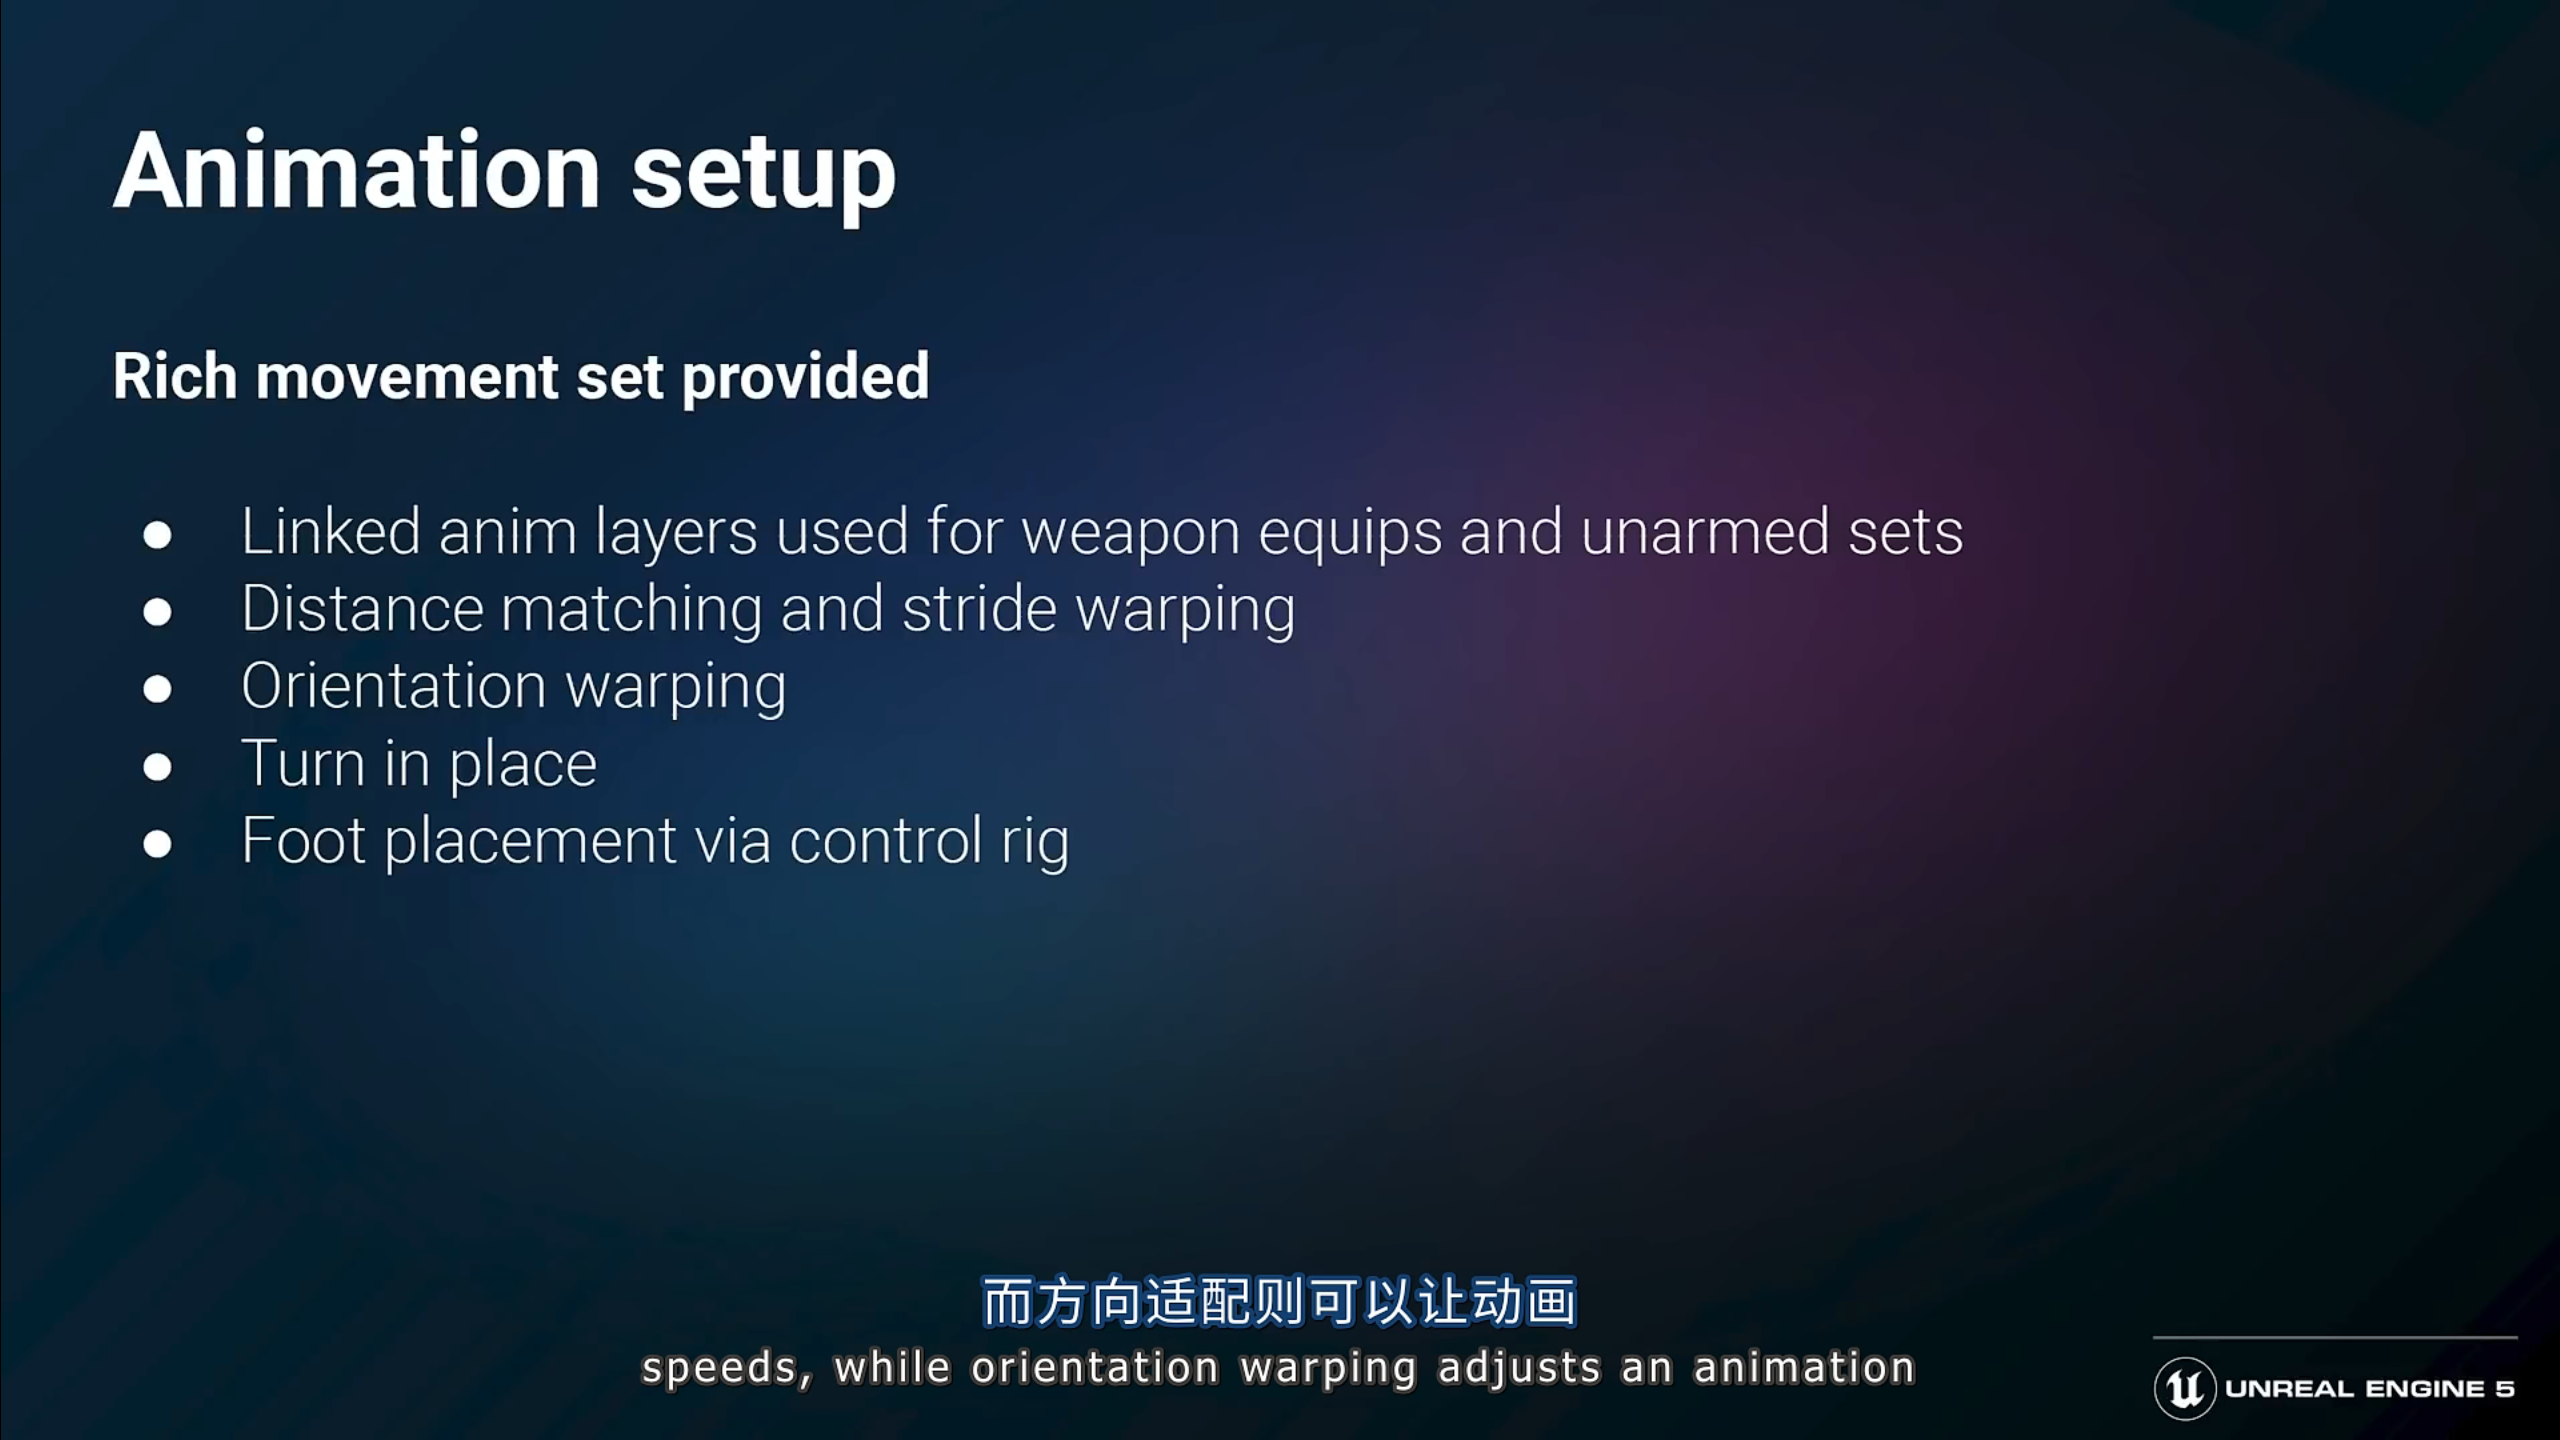 Animation setup
Rich movement set provided
● Linked anim layers used for weapon equips and unarmed sets
● Distance matching and stride warping
● Orientation warping
● Turn in place
● Foot placement via control rig
而方向适配则可以让动画
speeds, while orientation warping adjusts an animation
UNREAL ENGINE 5